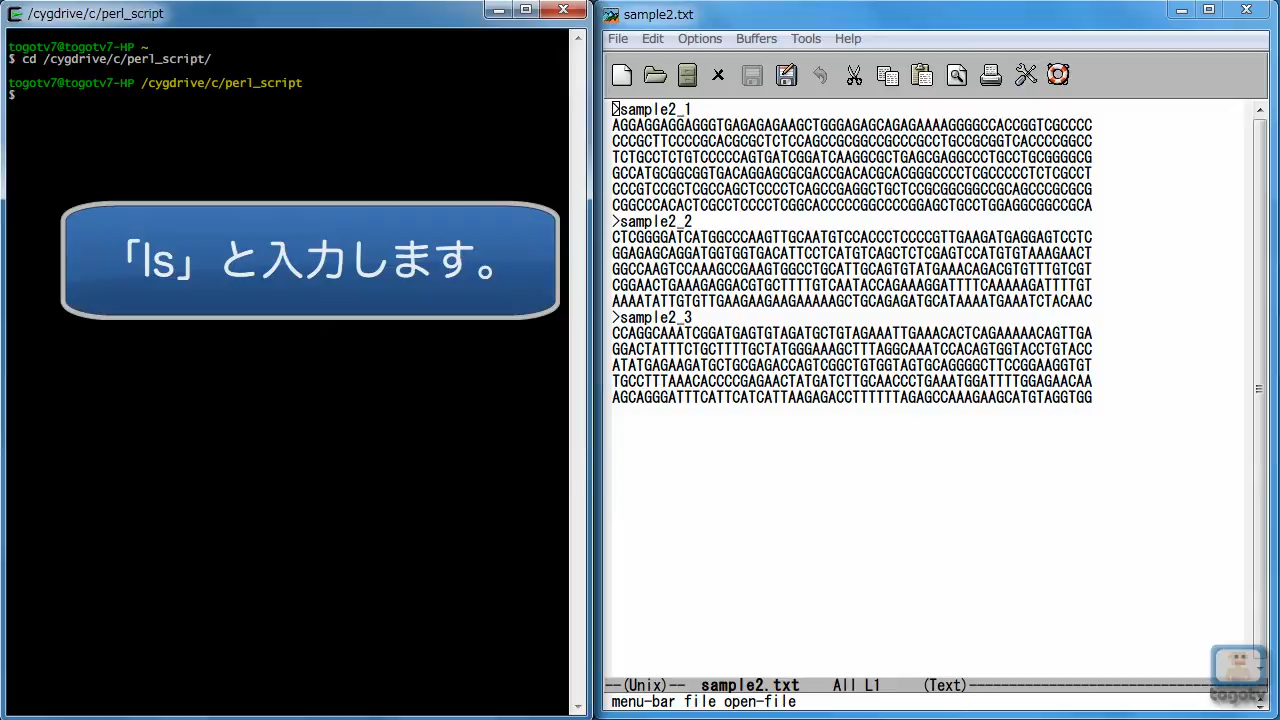 /cygdrive/c/perl_script
togotv7@togotv7-HP ~
$ cd /cygdrive/c/perl_script/
togotv7@togotv7-HP /cygdrive/c/perl_script
$
「ls」と入力します。
sample2.txt
File Edit Options Buffers Tools Help
>sample2_1
AGGAGGAGGAGGGTGAGAGAGAAGCTGGGAGAGCAGAGAAAAGGGGCCACCGGTCGCCCC
CCCGCTTCCCCGCACGCGCTCTCCAGCCGCGGCCGCCCGCCTGCCGCGGTCACCCCGGCC
TCTGCCTCTGTCCCCCAGTGATCGGATCAAGGCGCTGAGCGAGGCCCTGCCTGCGGGGCG
GCCATGCGGCGGTGACAGGAGCGCGACCGACACGCACGGGCCCCTCGCCCCCTCTCGCCT
CCCGTCCGCTCGCCAGCTCCCCTCAGCCGAGGCTGCTCCGCGGCGGCCGCAGCCCGCGCG
CGGCCCACACTCGCCTCCCCTCGGCACCCCCGGCCCCGGAGCTGCCTGGAGGCGGCCGCA
>sample2_2
CTCGGGGATCATGGCCCAAGTTGCAATGTCCACCCTCCCCGTTGAAGATGAGGAGTCCTC
GGAGAGCAGGATGGTGGTGACATTCCTCATGTCAGCTCTCGAGTCCATGTGTAAAGAACT
GGCCAAGTCCAAAGCCGAAGTGGCCTGCATTGCAGTGTATGAAACAGACGTGTTTGTCGT
CGGAACTGAAAGAGGACGTGCTTTTGTCAATACCAGAAAGGATTTTCAAAAAGATTTTGT
AAAATATTGTGTTGAAGAAGAAGAAAAAGCTGCAGAGATGCATAAAATGAAATCTACAAC
>sample2_3
CCAGGCAAATCGGATGAGTGTAGATGCTGTAGAAATTGAAACACTCAGAAAAACAGTTGA
GGACTATTTCTGCTTTTGCTATGGGAAAGCTTTAGGCAAATCCACAGTGGTACCTGTACC
ATATGAGAAGATGCTGCGAGACCAGTCGGCTGTGGTAGTGCAGGGGCTTCCGGAAGGTGT
TGCCTTTAAACACCCCGAGAACTATGATCTTGCAACCCTGAAATGGATTTTGGAGAACAA
AGCAGGGATTTCATTCATCATTAAGAGACCTTTTTTAGAGCCAAAGAAGCATGTAGGTGG
--(Unix)-- sample2.txt All L1 (Text)
menu-bar file open-file
togotv